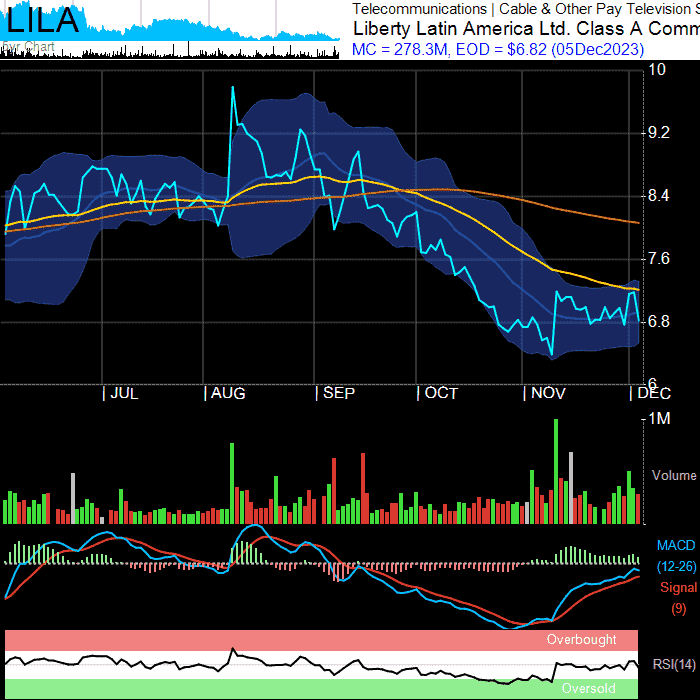 LILA
Telecommunications | Cable & Other Pay Television S
Liberty Latin America Ltd. Class A Comm
MC = 278.3M, EOD = $6.82 (05Dec2023)
10
9.2
8.4
7.6
6.8
6
| JUL | AUG | SEP | OCT | NOV | DEC
1M
Volume
MACD
(12-26)
Signal
(9)
Overbought
RSI(14)
Oversold